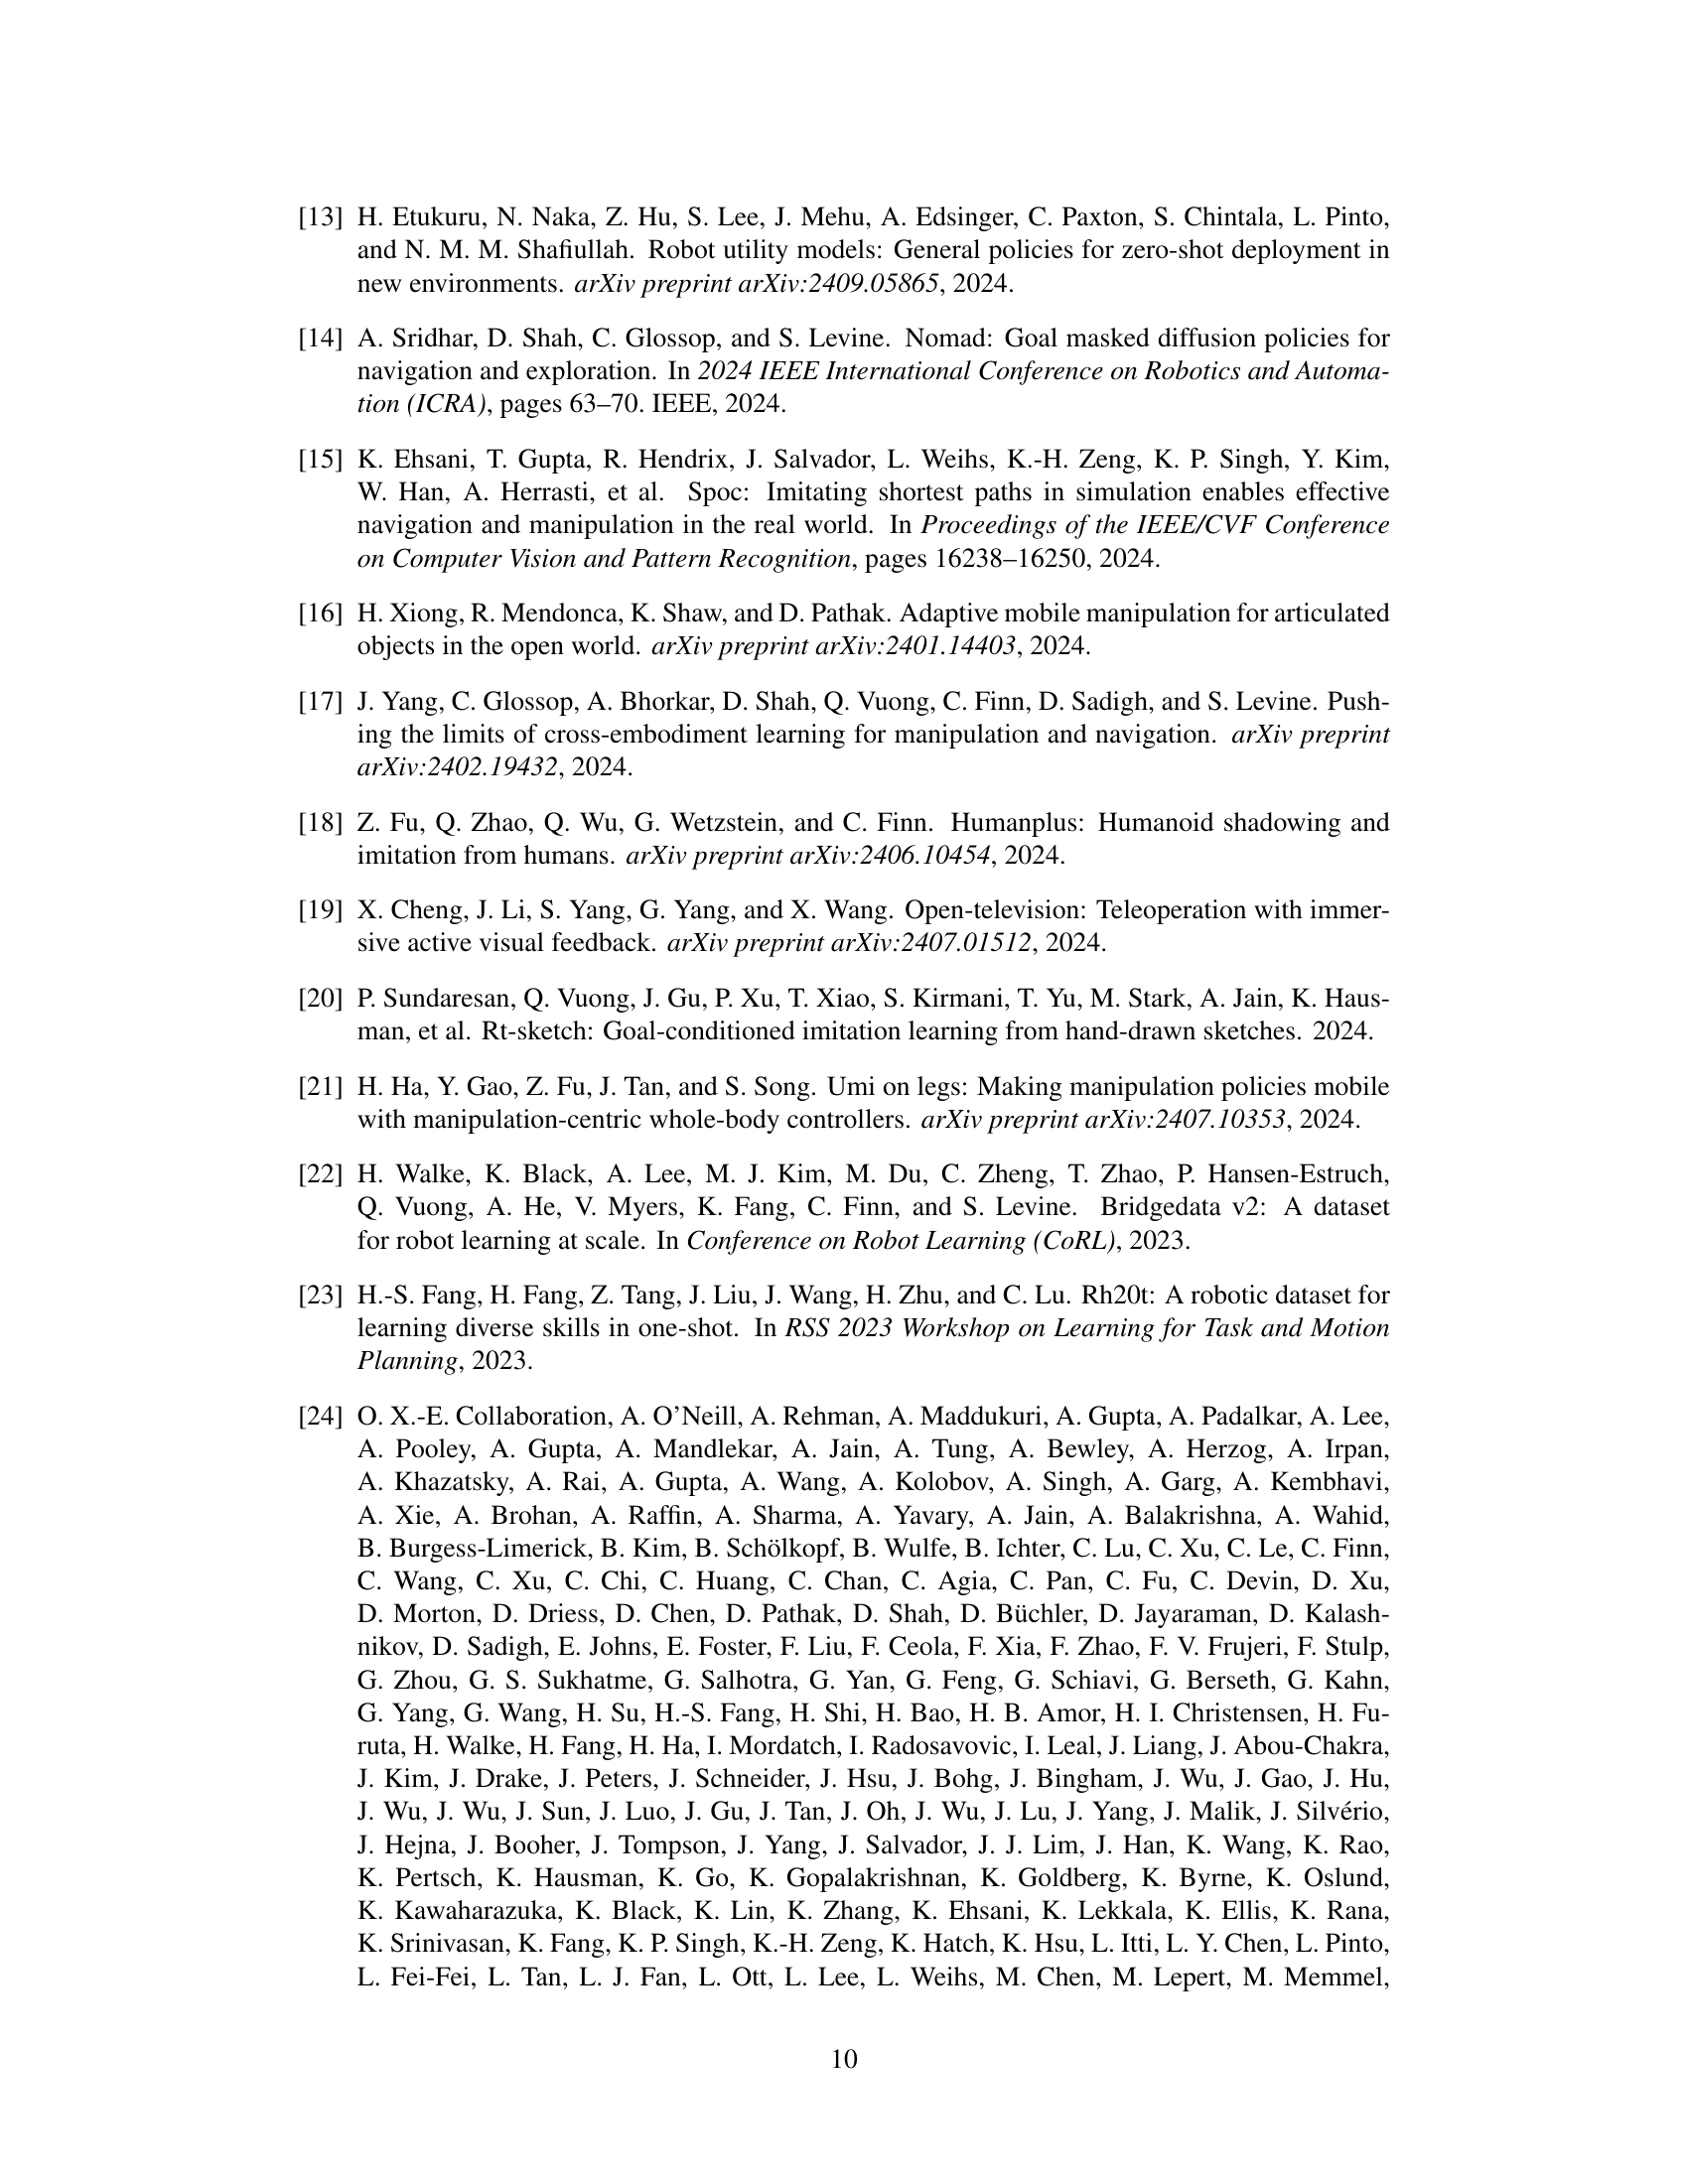 [13] H. Etukuru, N. Naka, Z. Hu, S. Lee, J. Mehu, A. Edsinger, C. Paxton, S. Chintala, L. Pinto,
and N. M. M. Shafiullah. Robot utility models: General policies for zero-shot deployment in
new environments. arXiv preprint arXiv:2409.05865, 2024.
[14] A. Sridhar, D. Shah, C. Glossop, and S. Levine. Nomad: Goal masked diffusion policies for
navigation and exploration. In 2024 IEEE International Conference on Robotics and Automa-
tion (ICRA), pages 63–70. IEEE, 2024.
[15] K. Ehsani, T. Gupta, R. Hendrix, J. Salvador, L. Weihs, K.-H. Zeng, K. P. Singh, Y. Kim,
W. Han, A. Herrasti, et al. Spoc: Imitating shortest paths in simulation enables effective
navigation and manipulation in the real world. In Proceedings of the IEEE/CVF Conference
on Computer Vision and Pattern Recognition, pages 16238–16250, 2024.
[16] H. Xiong, R. Mendonca, K. Shaw, and D. Pathak. Adaptive mobile manipulation for articulated
objects in the open world. arXiv preprint arXiv:2401.14403, 2024.
[17] J. Yang, C. Glossop, A. Bhorkar, D. Shah, Q. Vuong, C. Finn, D. Sadigh, and S. Levine. Push-
ing the limits of cross-embodiment learning for manipulation and navigation. arXiv preprint
arXiv:2402.19432, 2024.
[18] Z. Fu, Q. Zhao, Q. Wu, G. Wetzstein, and C. Finn. Humanplus: Humanoid shadowing and
imitation from humans. arXiv preprint arXiv:2406.10454, 2024.
[19] X. Cheng, J. Li, S. Yang, G. Yang, and X. Wang. Open-television: Teleoperation with immer-
sive active visual feedback. arXiv preprint arXiv:2407.01512, 2024.
[20] P. Sundaresan, Q. Vuong, J. Gu, P. Xu, T. Xiao, S. Kirmani, T. Yu, M. Stark, A. Jain, K. Haus-
man, et al. Rt-sketch: Goal-conditioned imitation learning from hand-drawn sketches. 2024.
[21] H. Ha, Y. Gao, Z. Fu, J. Tan, and S. Song. Umi on legs: Making manipulation policies mobile
with manipulation-centric whole-body controllers. arXiv preprint arXiv:2407.10353, 2024.
[22] H. Walke, K. Black, A. Lee, M. J. Kim, M. Du, C. Zheng, T. Zhao, P. Hansen-Estruch,
Q. Vuong, A. He, V. Myers, K. Fang, C. Finn, and S. Levine. Bridgedata v2: A dataset
for robot learning at scale. In Conference on Robot Learning (CoRL), 2023.
[23] H.-S. Fang, H. Fang, Z. Tang, J. Liu, J. Wang, H. Zhu, and C. Lu. Rh20t: A robotic dataset for
learning diverse skills in one-shot. In RSS 2023 Workshop on Learning for Task and Motion
Planning, 2023.
[24] O. X.-E. Collaboration, A. O'Neill, A. Rehman, A. Maddukuri, A. Gupta, A. Padalkar, A. Lee,
A. Pooley, A. Gupta, A. Mandlekar, A. Jain, A. Tung, A. Bewley, A. Herzog, A. Irpan,
A. Khazatsky, A. Rai, A. Gupta, A. Wang, A. Kolobov, A. Singh, A. Garg, A. Kembhavi,
A. Xie, A. Brohan, A. Raffin, A. Sharma, A. Yavary, A. Jain, A. Balakrishna, A. Wahid,
B. Burgess-Limerick, B. Kim, B. Schölkopf, B. Wulfe, B. Ichter, C. Lu, C. Xu, C. Le, C. Finn,
C. Wang, C. Xu, C. Chi, C. Huang, C. Chan, C. Agia, C. Pan, C. Fu, C. Devin, D. Xu,
D. Morton, D. Driess, D. Chen, D. Pathak, D. Shah, D. Büchler, D. Jayaraman, D. Kalash-
nikov, D. Sadigh, E. Johns, E. Foster, F. Liu, F. Ceola, F. Xia, F. Zhao, F. V. Frujeri, F. Stulp,
G. Zhou, G. S. Sukhatme, G. Salhotra, G. Yan, G. Feng, G. Schiavi, G. Berseth, G. Kahn,
G. Yang, G. Wang, H. Su, H.-S. Fang, H. Shi, H. Bao, H. B. Amor, H. I. Christensen, H. Fu-
ruta, H. Walke, H. Fang, H. Ha, I. Mordatch, I. Radosavovic, I. Leal, J. Liang, J. Abou-Chakra,
J. Kim, J. Drake, J. Peters, J. Schneider, J. Hsu, J. Bohg, J. Bingham, J. Wu, J. Gao, J. Hu,
J. Wu, J. Wu, J. Sun, J. Luo, J. Gu, J. Tan, J. Oh, J. Wu, J. Lu, J. Yang, J. Malik, J. Silvério,
J. Hejna, J. Booher, J. Tompson, J. Yang, J. Salvador, J. J. Lim, J. Han, K. Wang, K. Rao,
K. Pertsch, K. Hausman, K. Go, K. Gopalakrishnan, K. Goldberg, K. Byrne, K. Oslund,
K. Kawaharazuka, K. Black, K. Lin, K. Zhang, K. Ehsani, K. Lekkala, K. Ellis, K. Rana,
K. Srinivasan, K. Fang, K. P. Singh, K.-H. Zeng, K. Hatch, K. Hsu, L. Itti, L. Y. Chen, L. Pinto,
L. Fei-Fei, L. Tan, L. J. Fan, L. Ott, L. Lee, L. Weihs, M. Chen, M. Lepert, M. Memmel,
10